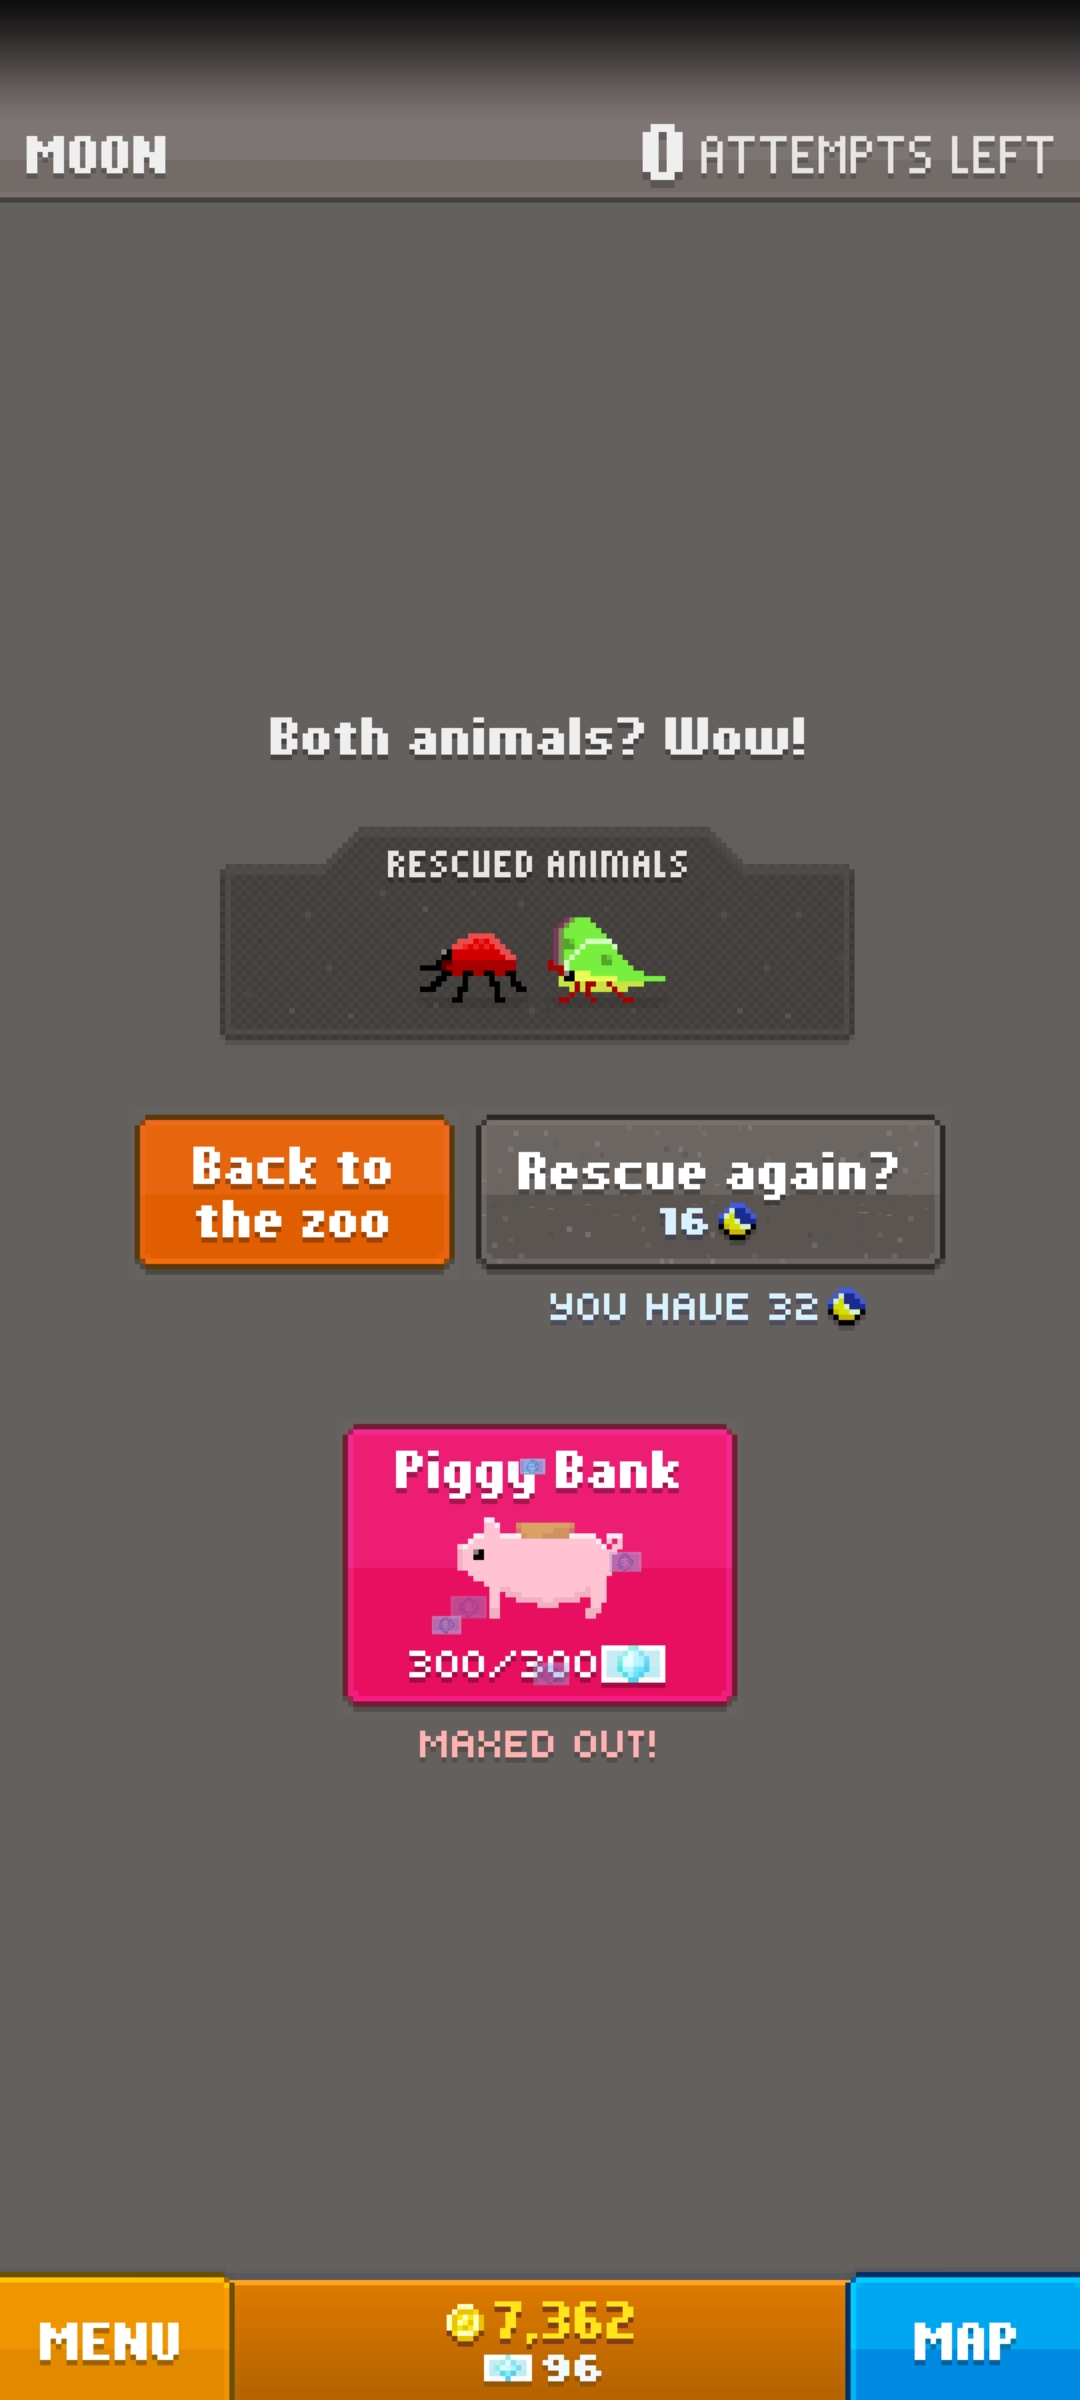 MOON
0 ATTEMPTS LEFT
Both animals? Wow!
RESCUED ANIMALS
Back to
the zoo
Rescue again?
16
YOU HAVE 32
Piggy Bank
300/300
MAXED OUT!
MENU
7,362
96
MAP